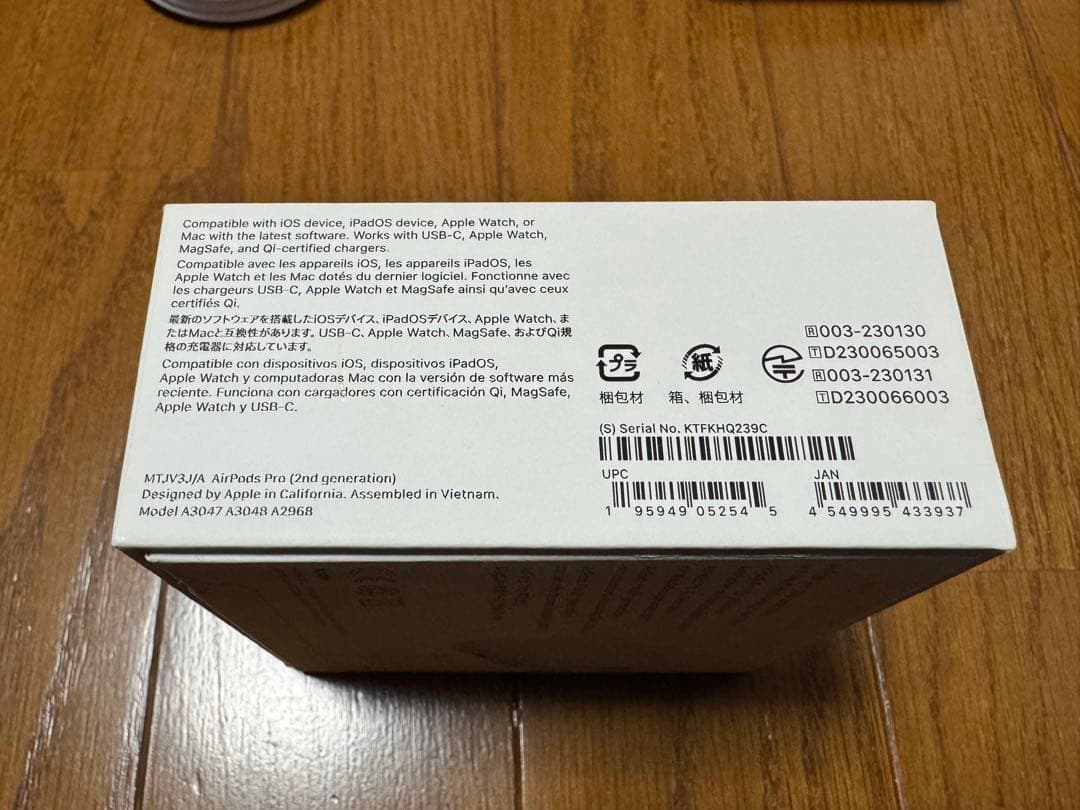 Compatible with iOS device, iPadOS device, Apple Watch, or
Mac with the latest software. Works with USB-C, Apple Watch,
MagSafe, and Qi-certified chargers.
Compatible avec les appareils iOS, les appareils iPadOS, les
Apple Watch et les Mac dotés du dernier logiciel. Fonctionne avec
les chargeurs USB-C, Apple Watch et MagSafe ainsi qu'avec ceux
certifiés Qi.
最新のソフトウェアを搭載したiOSデバイス、iPadOSデバイス、Apple Watch、ま
たはMacと互換性があります。USB-C、Apple Watch、MagSafe、およびQi規
格の充電器に対応しています。
Compatible con dispositivos iOS, dispositivos iPadOS,
Apple Watch y computadoras Mac con la versión de software más
reciente. Funciona con cargadores con certificación Qi, MagSafe,
Apple Watch y USB-C.
MTJV3J/A AirPods Pro (2nd generation)
Designed by Apple in California. Assembled in Vietnam.
Model A3047 A3048 A2968
プラ
梱包材
紙
箱、梱包材
R 003-230130
T D230065003
R 003-230131
T D230066003
(S) Serial No. KTFKHQ239C
UPC
1 95949 05254 5
JAN
4 549995 433937